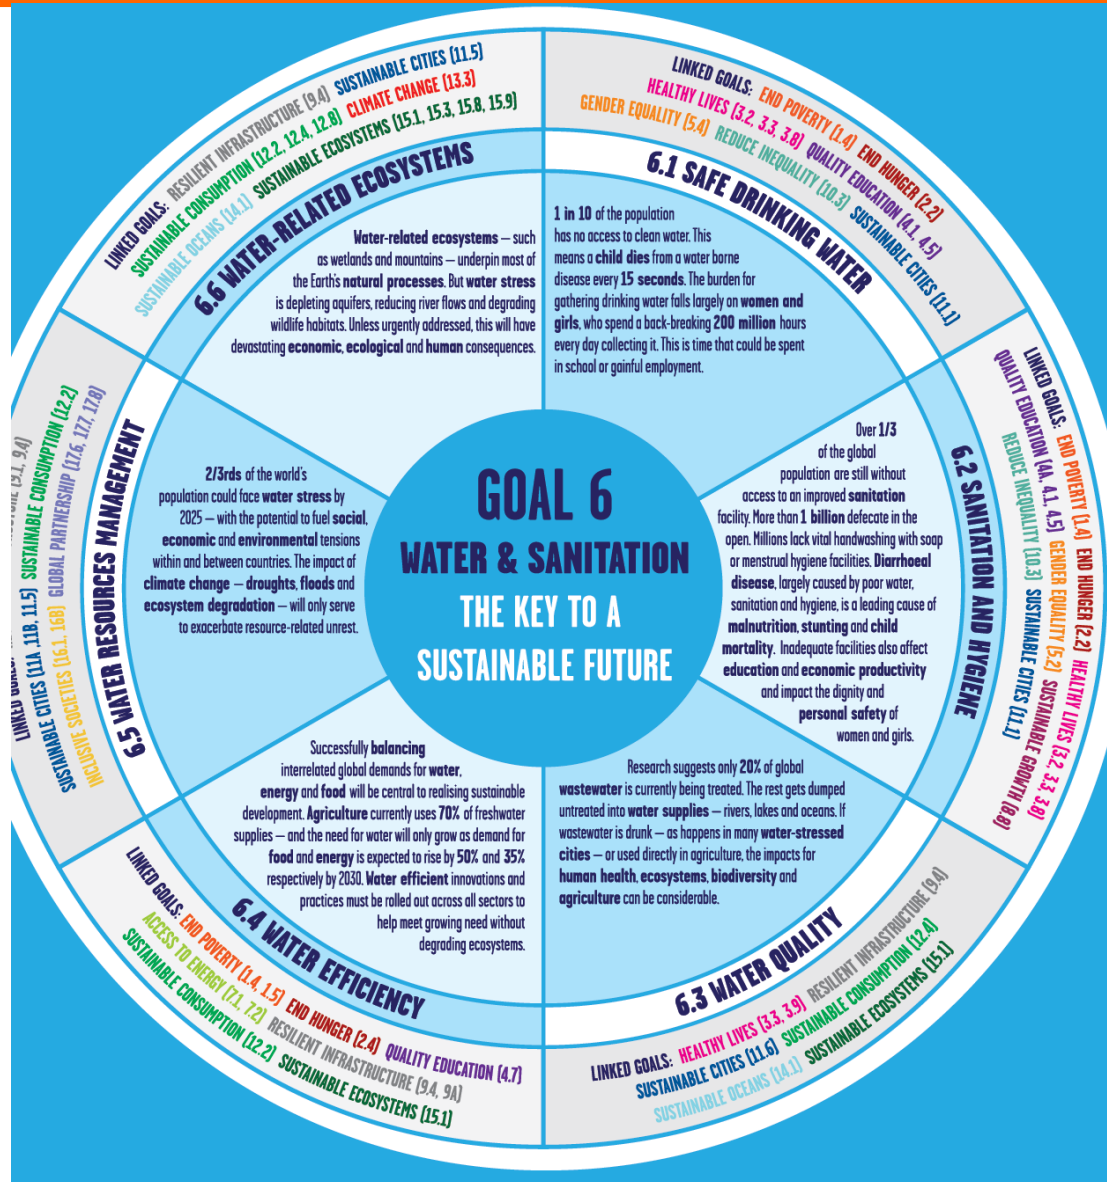 GOAL 6
WATER & SANITATION
THE KEY TO A
SUSTAINABLE FUTURE
LINKED GOALS: END POVERTY (1.4) END HUNGER (2.2)
HEALTHY LIVES (3.2, 3.3, 3.8) QUALITY EDUCATION (4.1, 4.5)
GENDER EQUALITY (5.4) REDUCE INEQUALITY (10.3) SUSTAINABLE CITIES (11.1)
6.1 SAFE DRINKING WATER
1 in 10 of the population
has no access to clean water. This
means a child dies from a water borne
disease every 15 seconds. The burden for
gathering drinking water falls largely on women and
girls, who spend a back-breaking 200 million hours
every day collecting it. This is time that could be spent
in school or gainful employment.
LINKED GOALS: END POVERTY (1.4) END HUNGER (2.2) HEALTHY LIVES (3.2, 3.3, 3.8)
QUALITY EDUCATION (4A, 4.1, 4.5) GENDER EQUALITY (5.2) SUSTAINABLE GROWTH (8.8)
REDUCE INEQUALITY (10.3) SUSTAINABLE CITIES (11.1)
6.2 SANITATION AND HYGIENE
Over 1/3
of the global
population are still without
access to an improved sanitation
facility. More than 1 billion defecate in the
open. Millions lack vital handwashing with soap
or menstrual hygiene facilities. Diarrhoeal
disease, largely caused by poor water,
sanitation and hygiene, is a leading cause of
malnutrition, stunting and child
mortality. Inadequate facilities also affect
education and economic productivity
and impact the dignity and
personal safety of
women and girls.
Research suggests only 20% of global
wastewater is currently being treated. The rest gets dumped
untreated into water supplies – rivers, lakes and oceans. If
wastewater is drunk – as happens in many water-stressed
cities – or used directly in agriculture, the impacts for
human health, ecosystems, biodiversity and
agriculture can be considerable.
6.3 WATER QUALITY
LINKED GOALS: HEALTHY LIVES (3.3, 3.9) RESILIENT INFRASTRUCTURE (9.4)
SUSTAINABLE CITIES (11.6) SUSTAINABLE CONSUMPTION (12.4)
SUSTAINABLE OCEANS (14.1) SUSTAINABLE ECOSYSTEMS (15.1)
Successfully balancing
interrelated global demands for water,
energy and food will be central to realising sustainable
development. Agriculture currently uses 70% of freshwater
supplies – and the need for water will only grow as demand for
food and energy is expected to rise by 50% and 35%
respectively by 2030. Water efficient innovations and
practices must be rolled out across all sectors to
help meet growing need without
degrading ecosystems.
6.4 WATER EFFICIENCY
LINKED GOALS: END POVERTY (1.4, 1.5) END HUNGER (2.4) QUALITY EDUCATION (4.7)
ACCESS TO ENERGY (7.1, 7.2) RESILIENT INFRASTRUCTURE (9.4, 9A)
SUSTAINABLE CONSUMPTION (12.2) SUSTAINABLE ECOSYSTEMS (15.1)
(9.1, 9.4)
SUSTAINABLE CITIES (11A ,11B, 11.5) SUSTAINABLE CONSUMPTION (12.2)
INCLUSIVE SOCIETIES (16.1, 16B) GLOBAL PARTNERSHIP (17.6, 17.7, 17.8)
6.5 WATER RESOURCES MANAGEMENT
2/3rds of the world's
population could face water stress by
2025 – with the potential to fuel social,
economic and environmental tensions
within and between countries. The impact of
climate change – droughts, floods and
ecosystem degradation – will only serve
to exacerbate resource-related unrest.
LINKED GOALS: RESILIENT INFRASTRUCTURE (9.4) SUSTAINABLE CITIES (11.5)
SUSTAINABLE CONSUMPTION (12.2, 12.4, 12.8) CLIMATE CHANGE (13.3)
SUSTAINABLE OCEANS (14.1) SUSTAINABLE ECOSYSTEMS (15.1, 15.3, 15.8, 15.9)
6.6 WATER-RELATED ECOSYSTEMS
Water-related ecosystems – such
as wetlands and mountains – underpin most of
the Earth's natural processes. But water stress
is depleting aquifers, reducing river flows and degrading
wildlife habitats. Unless urgently addressed, this will have
devastating economic, ecological and human consequences.